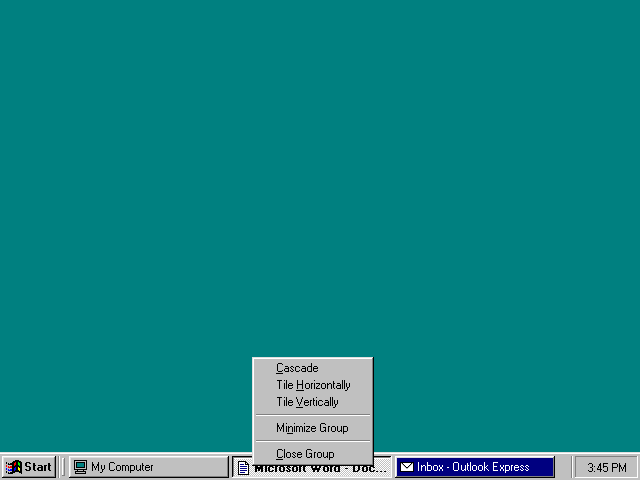 Cascade
Tile Horizontally
Tile Vertically
Minimize Group
Close Group
Start
My Computer
Microsoft Word - Doc...
Inbox - Outlook Express
3:45 PM